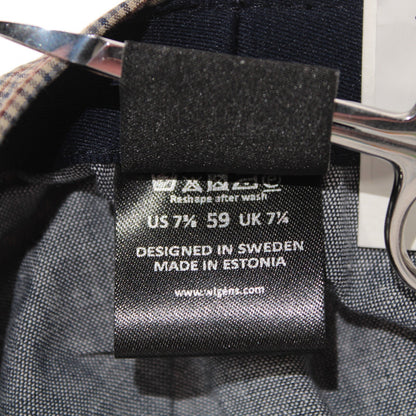 Reshape after wash
US 7⅜ 59 UK 7¼
DESIGNED IN SWEDEN
MADE IN ESTONIA
www.wigens.com